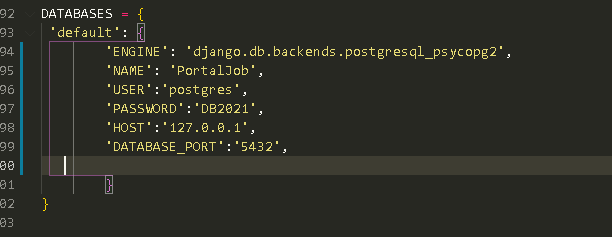 92 DATABASES = {
93 'default': {
94 'ENGINE': 'django.db.backends.postgresql_psycopg2',
95 'NAME': 'PortalJob',
96 'USER':'postgres',
97 'PASSWORD':'DB2021',
98 'HOST':'127.0.0.1',
99 'DATABASE_PORT':'5432',
00
01 }
02 }
03